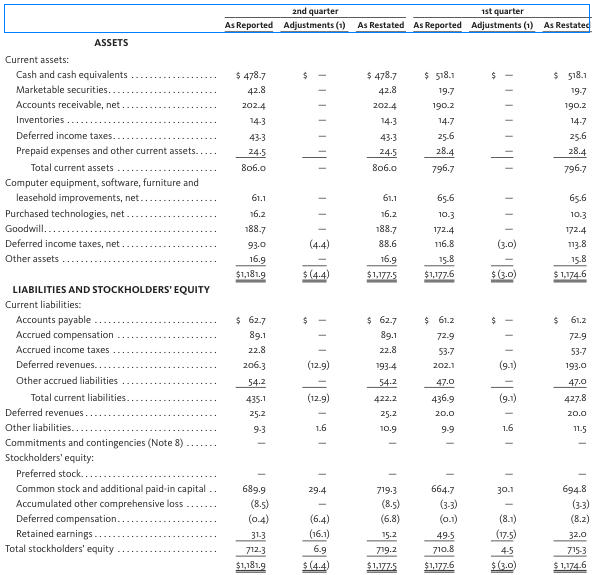 2nd quarter 1st quarter
As Reported Adjustments (1) As Restated As Reported Adjustments (1) As Restated
ASSETS
Current assets:
Cash and cash equivalents ................... $ 478.7 $ — $ 478.7 $ 518.1 $ — $ 518.1
Marketable securities....................... 42.8 — 42.8 19.7 — 19.7
Accounts receivable, net ..................... 202.4 — 202.4 190.2 — 190.2
Inventories ................................ 14.3 — 14.3 14.7 — 14.7
Deferred income taxes....................... 43.3 — 43.3 25.6 — 25.6
Prepaid expenses and other current assets..... 24.5 — 24.5 28.4 — 28.4
Total current assets ..................... 806.0 — 806.0 796.7 — 796.7
Computer equipment, software, furniture and
leasehold improvements, net ................. 61.1 — 61.1 65.6 — 65.6
Purchased technologies, net .................... 16.2 — 16.2 10.3 — 10.3
Goodwill..................................... 188.7 — 188.7 172.4 — 172.4
Deferred income taxes, net ..................... 93.0 (4.4) 88.6 116.8 (3.0) 113.8
Other assets ................................. 16.9 — 16.9 15.8 — 15.8
$1,181.9 $ (4.4) $1,177.5 $1,177.6 $ (3.0) $ 1,174.6
LIABILITIES AND STOCKHOLDERS' EQUITY
Current liabilities:
Accounts payable ........................... $ 62.7 $ — $ 62.7 $ 61.2 $ — $ 61.2
Accrued compensation ....................... 89.1 — 89.1 72.9 — 72.9
Accrued income taxes ....................... 22.8 — 22.8 53.7 — 53.7
Deferred revenues........................... 206.3 (12.9) 193.4 202.1 (9.1) 193.0
Other accrued liabilities ..................... 54.2 — 54.2 47.0 — 47.0
Total current liabilities.................... 435.1 (12.9) 422.2 436.9 (9.1) 427.8
Deferred revenues............................. 25.2 — 25.2 20.0 — 20.0
Other liabilities................................ 9.3 1.6 10.9 9.9 1.6 11.5
Commitments and contingencies (Note 8) ....... — — — — — —
Stockholders' equity:
Preferred stock.............................. — — — — — —
Common stock and additional paid-in capital .. 689.9 29.4 719.3 664.7 30.1 694.8
Accumulated other comprehensive loss ....... (8.5) — (8.5) (3.3) — (3.3)
Deferred compensation....................... (0.4) (6.4) (6.8) (0.1) (8.1) (8.2)
Retained earnings........................... 31.3 (16.1) 15.2 49.5 (17.5) 32.0
Total stockholders' equity ...................... 712.3 6.9 719.2 710.8 4.5 715.3
$1,181.9 $ (4.4) $1,177.5 $1,177.6 $ (3.0) $ 1,174.6